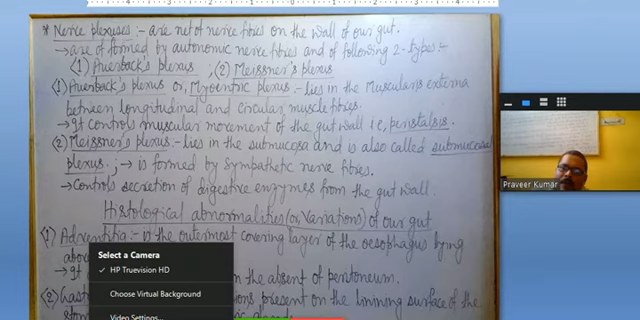 * Nerve plexuses :- are net of nerve fibres on the wall of our gut.
→ are of formed by autonomic nerve fibres and of following 2-types :-
(1) Auerback's plexus , (2) Meissner's plexus
(1) Auerback's plexus or, Myoentric plexus :- lies in the Muscularis externa
between longitudinal and circular muscle fibres.
→ It controls muscular movement of the gut wall i.e, peristalsis.
(2) Meissner's plexus :- lies in the submucosa and is also called submucosal
plexus. ; → is formed by Sympathetic nerve fibres.
→ Controls secretion of digestive enzymes from the gut wall.
Histological abnormalities (or Variations) of our gut
(1) Adventitia :- is the outermost covering layer of the oesophagus lying
→ It
in the absent of peritoneum.
(2) Gast
present on the linining surface of the
Select a Camera
✓ HP Truevision HD
Choose Virtual Background
Video Settings...
Praveer Kumar